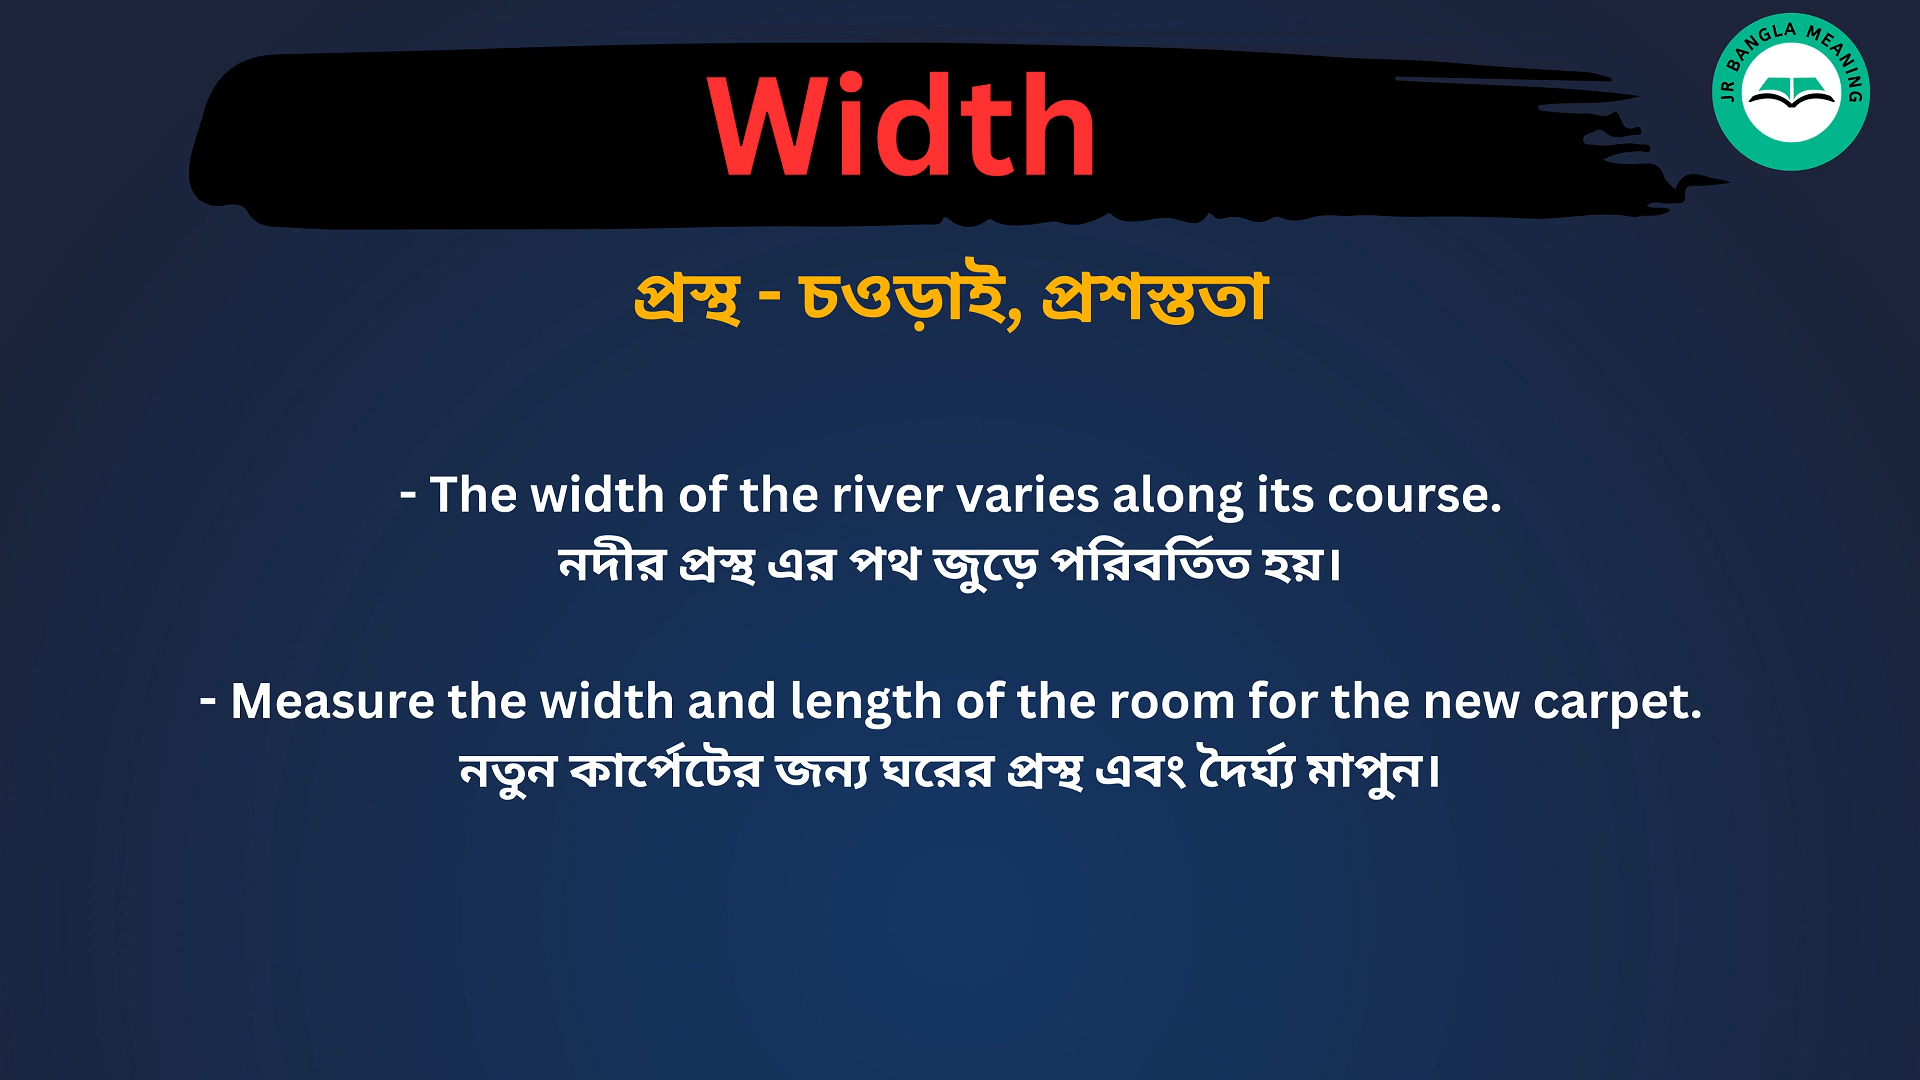 JR BANGLA MEANING
Width
প্রস্থ - চওড়াই, প্রশস্ততা
- The width of the river varies along its course.
নদীর প্রস্থ এর পথ জুড়ে পরিবর্তিত হয়।
- Measure the width and length of the room for the new carpet.
নতুন কার্পেটের জন্য ঘরের প্রস্থ এবং দৈর্ঘ্য মাপুন।